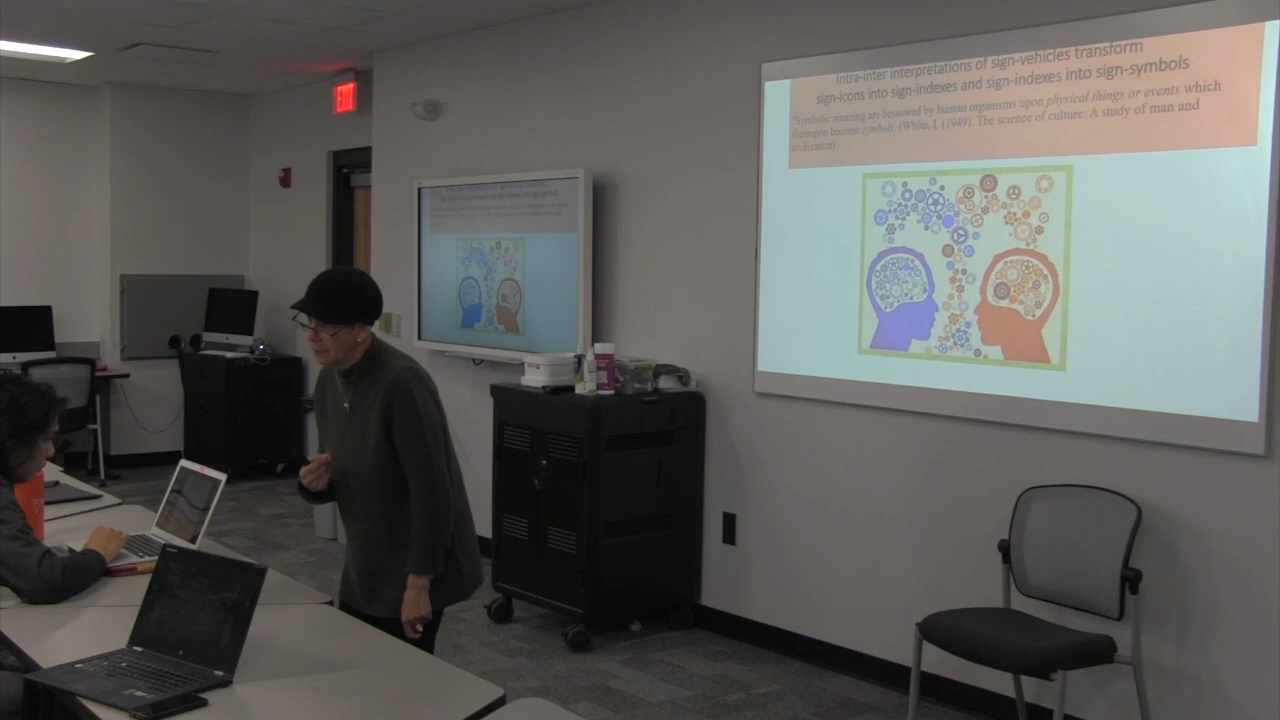 EXIT
Intra-inter interpretations of sign-vehicles transform
sign-icons into sign-indexes and sign-indexes into sign-symbols
"Symbolic meaning are bestowed by human organisms upon physical things or events which
thereupon become symbols. (White, L (1949). The science of culture: A study of man and
civilization)